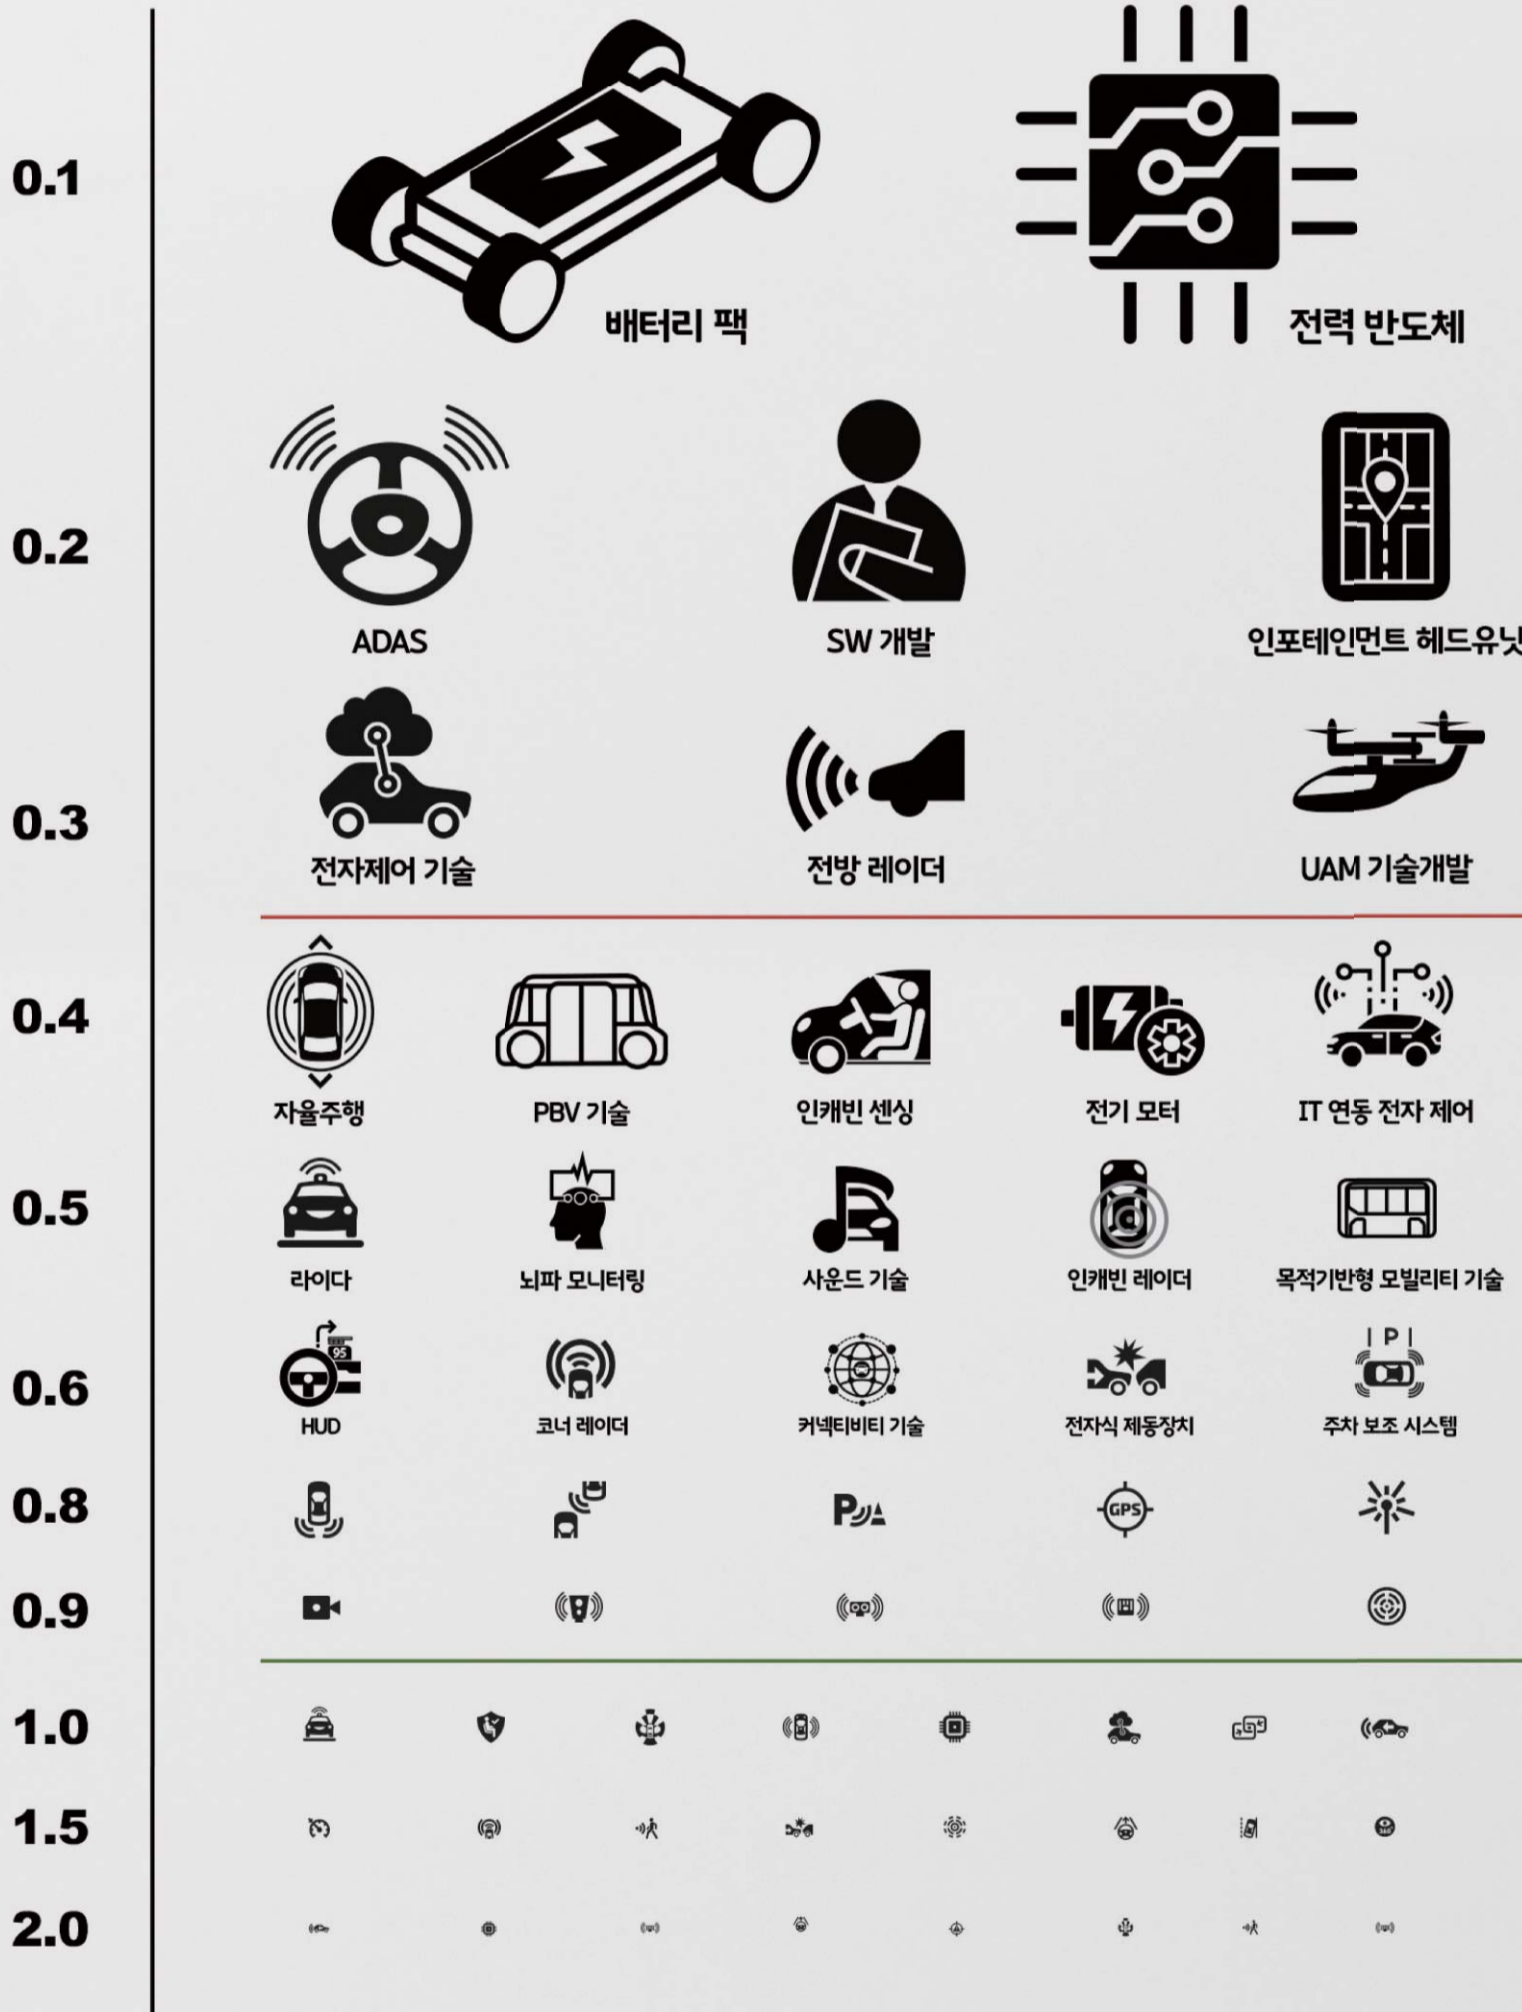 0.1
배터리 팩
전력 반도체
0.2
ADAS
SW 개발
인포테인먼트 헤드유닛
0.3
전자제어 기술
전방 레이더
UAM 기술개발
0.4
자율주행
PBV 기술
인캐빈 센싱
전기 모터
IT 연동 전자 제어
0.5
라이다
뇌파 모니터링
사운드 기술
인캐빈 레이더
목적기반형 모빌리티 기술
0.6
95
P
HUD
코너 레이더
커넥티비티 기술
전자식 제동장치
주차 보조 시스템
0.8
P
GPS
0.9
1.0
1.5
2.0